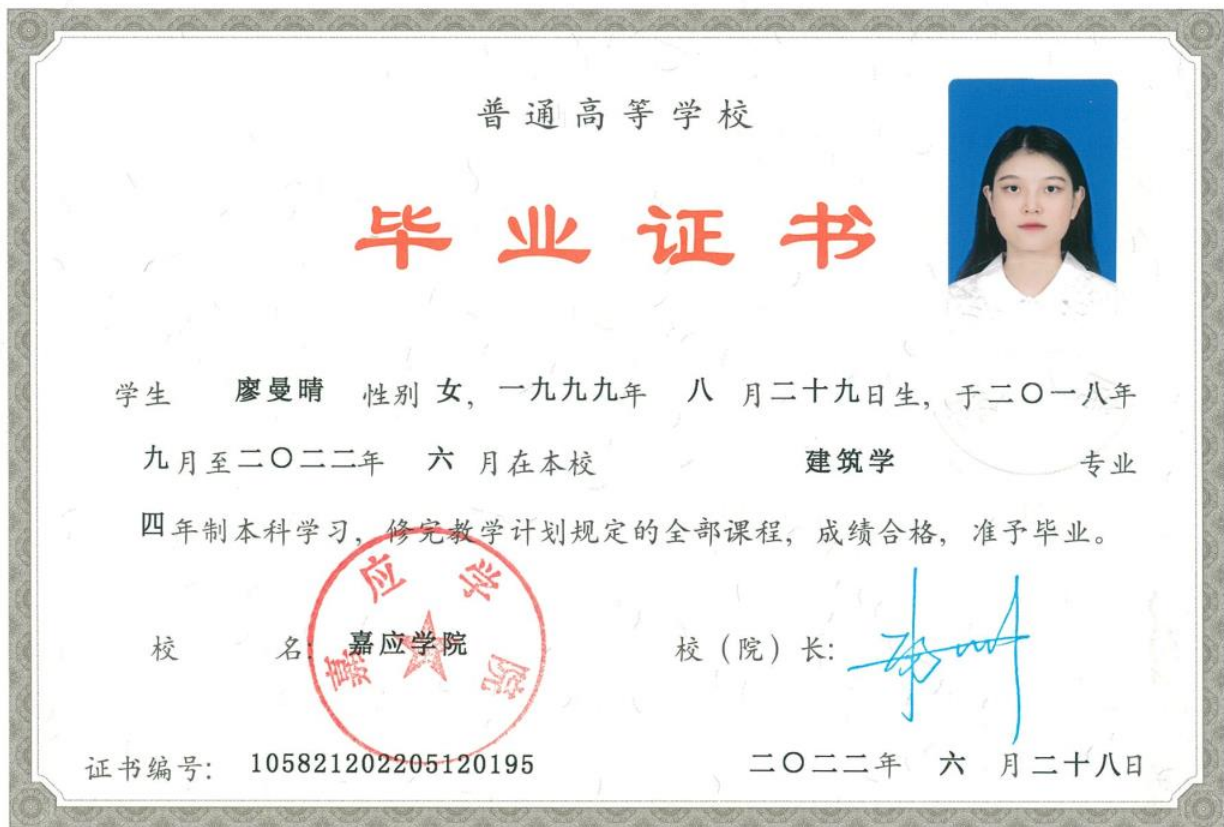 普通高等学校
毕业证书
学生 廖曼晴 性别 女，一九九九年 八 月二十九日生，于二〇一八年
九月至二〇二二年 六 月在本校 建筑学 专业
四年制本科学习，修完教学计划规定的全部课程，成绩合格，准予毕业。
校 名：嘉应学院
嘉应学院
校（院）长：
证书编号：105821202205120195
二〇二二年 六 月二十八日